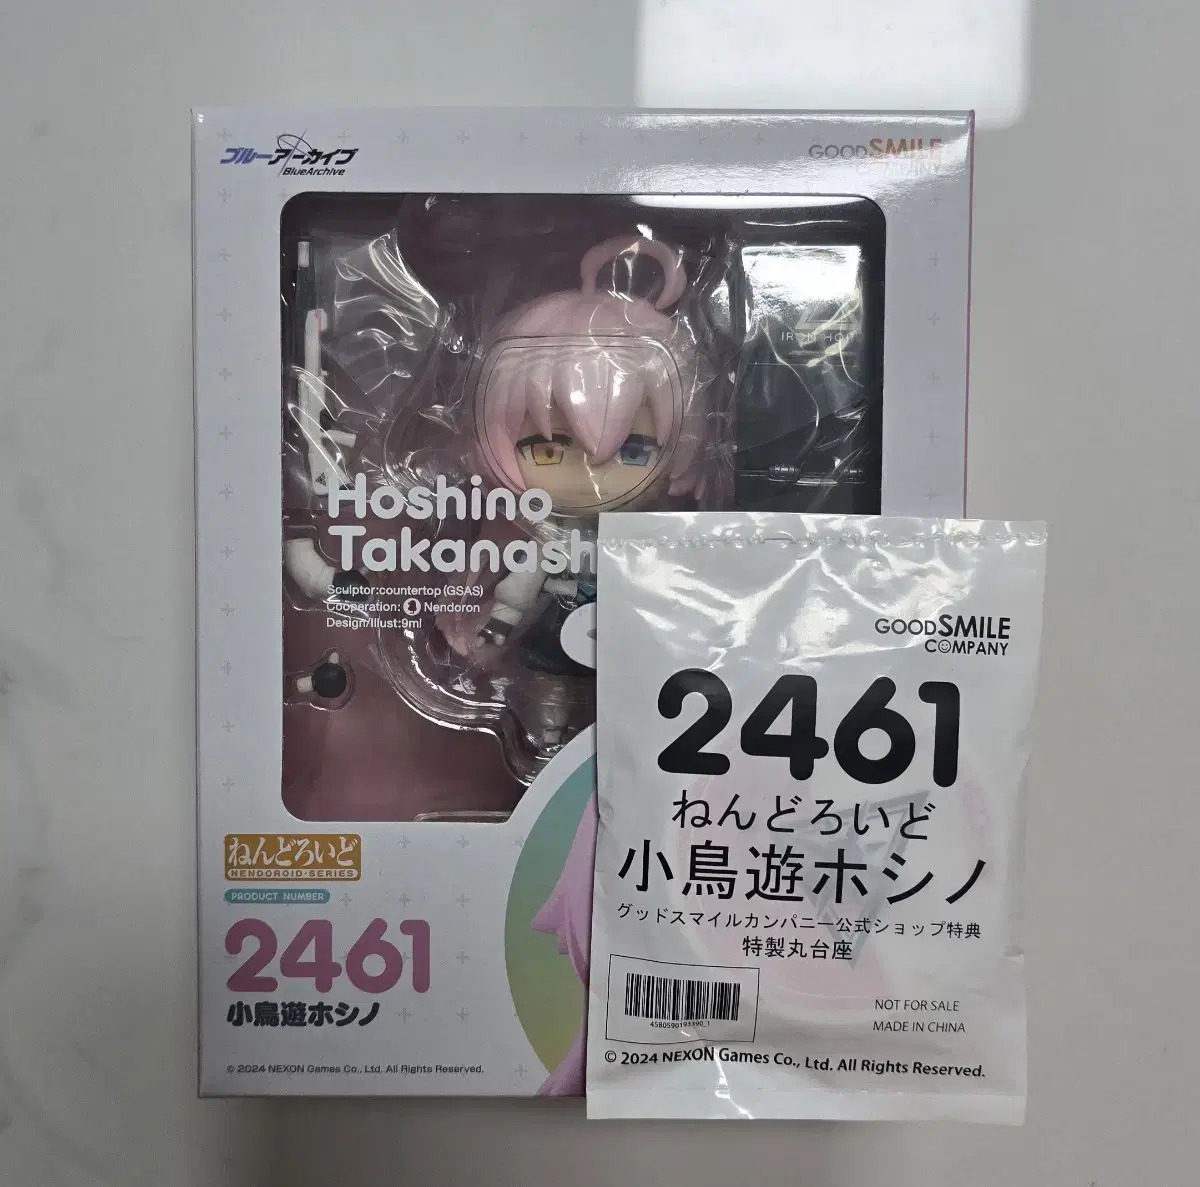 ブルーアーカイブ
BlueArchive
GOODSMILE
COMPANY
IRON HO
Hoshino
Takanash
Sculptor:countertop (GSAS)
Cooperation: Nendoron
Design/Illust:9ml
ねんどろいど
NENDOROID·SERIES
PRODUCT NUMBER
2461
小鳥遊ホシノ
© 2024 NEXON Games Co., Ltd. All Rights Reserved.
GOODSMILE
COMPANY
2461
ねんどろいど
小鳥遊ホシノ
グッドスマイルカンパニー公式ショップ特典
特製丸台座
4580590193390_1
NOT FOR SALE
MADE IN CHINA
© 2024 NEXON Games Co., Ltd. All Rights Reserved.